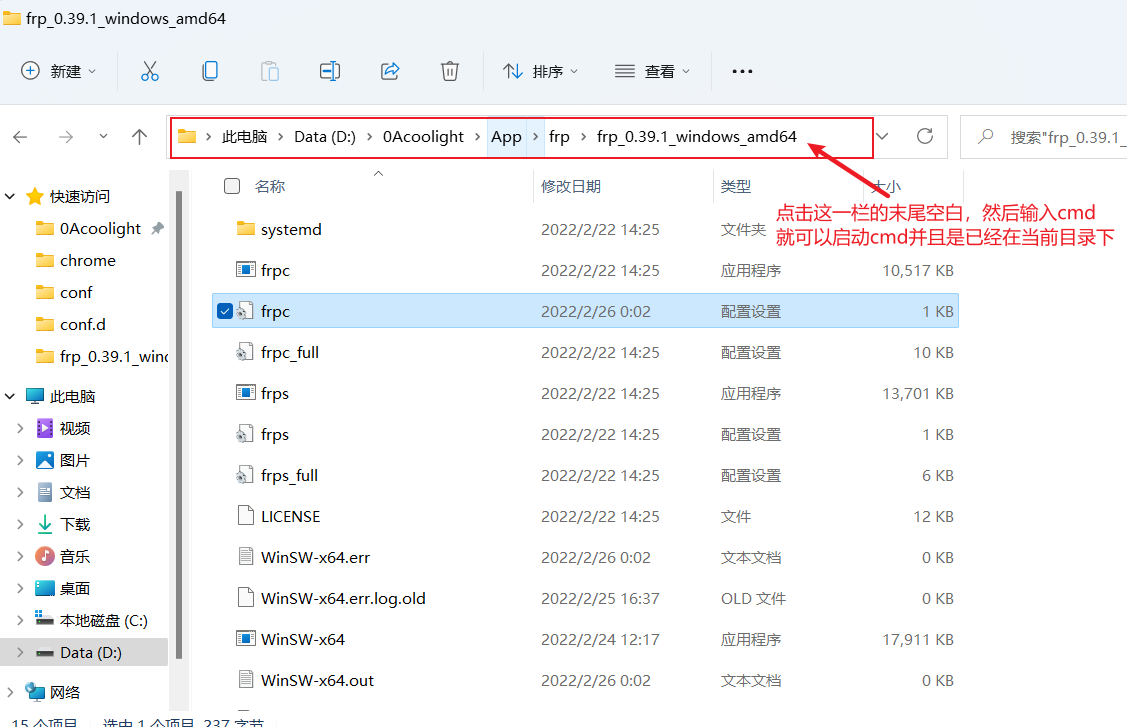 frp_0.39.1_windows_amd64
新建 排序 查看
此电脑 Data (D:) 0Acoolight App frp frp_0.39.1_windows_amd64 搜索"frp_0.39.1_
名称 修改日期 类型 大小
点击这一栏的末尾空白，然后输入cmd
就可以启动cmd并且是已经在当前目录下
快速访问
0Acoolight
chrome
conf
conf.d
frp_0.39.1_wind
此电脑
视频
图片
文档
下载
音乐
桌面
本地磁盘 (C:)
Data (D:)
网络
systemd 2022/2/22 14:25 文件夹
frpc 2022/2/22 14:25 应用程序 10,517 KB
frpc 2022/2/26 0:02 配置设置 1 KB
frpc_full 2022/2/22 14:25 配置设置 10 KB
frps 2022/2/22 14:25 应用程序 13,701 KB
frps 2022/2/22 14:25 配置设置 1 KB
frps_full 2022/2/22 14:25 配置设置 6 KB
LICENSE 2022/2/22 14:25 文件 12 KB
WinSW-x64.err 2022/2/26 0:02 文本文档 0 KB
WinSW-x64.err.log.old 2022/2/25 16:37 OLD 文件 0 KB
WinSW-x64 2022/2/24 12:17 应用程序 17,911 KB
WinSW-x64.out 2022/2/26 0:02 文本文档 0 KB
15 个项目 选中 1 个项目 237 字节